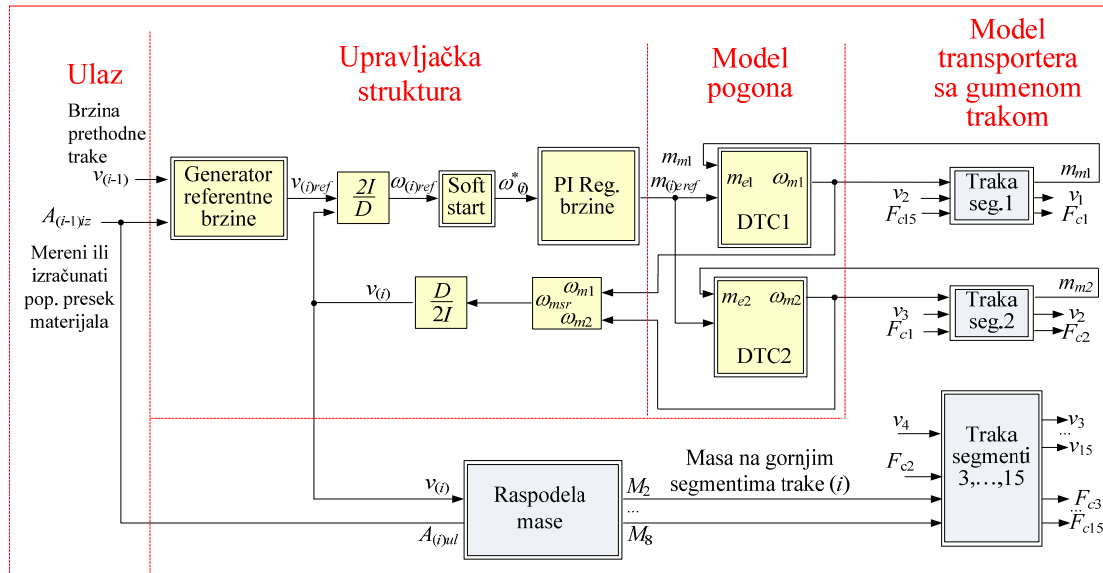 Ulaz
Upravljačka
struktura
Model
pogona
Model
transportera
sa gumenom
trakom
Brzina
prethodne
trake
v(i-1)
A(i-1)iz
Mereni ili
izračunati
pop. presek
materijala
Generator
referentne
brzine
v(i)ref
2I
D
ω(i)ref
Soft
start
ω*(i)
PI Reg.
brzine
m(i)eref
mm1
me1 ωm1
DTC1
v2
Fc15
Traka
seg.1
mm1
v1
Fc1
v(i)
D
2I
ωm1
ωmsr
ωm2
me2 ωm2
DTC2
v3
Fc1
Traka
seg.2
mm2
v2
Fc2
v(i)
A(i)ul
Raspodela
mase
M2
...
M8
Masa na gornjim
segmentima trake (i)
v4
Fc2
Traka
segmenti
3,…,15
v3
...
v15
Fc3
...
Fc15